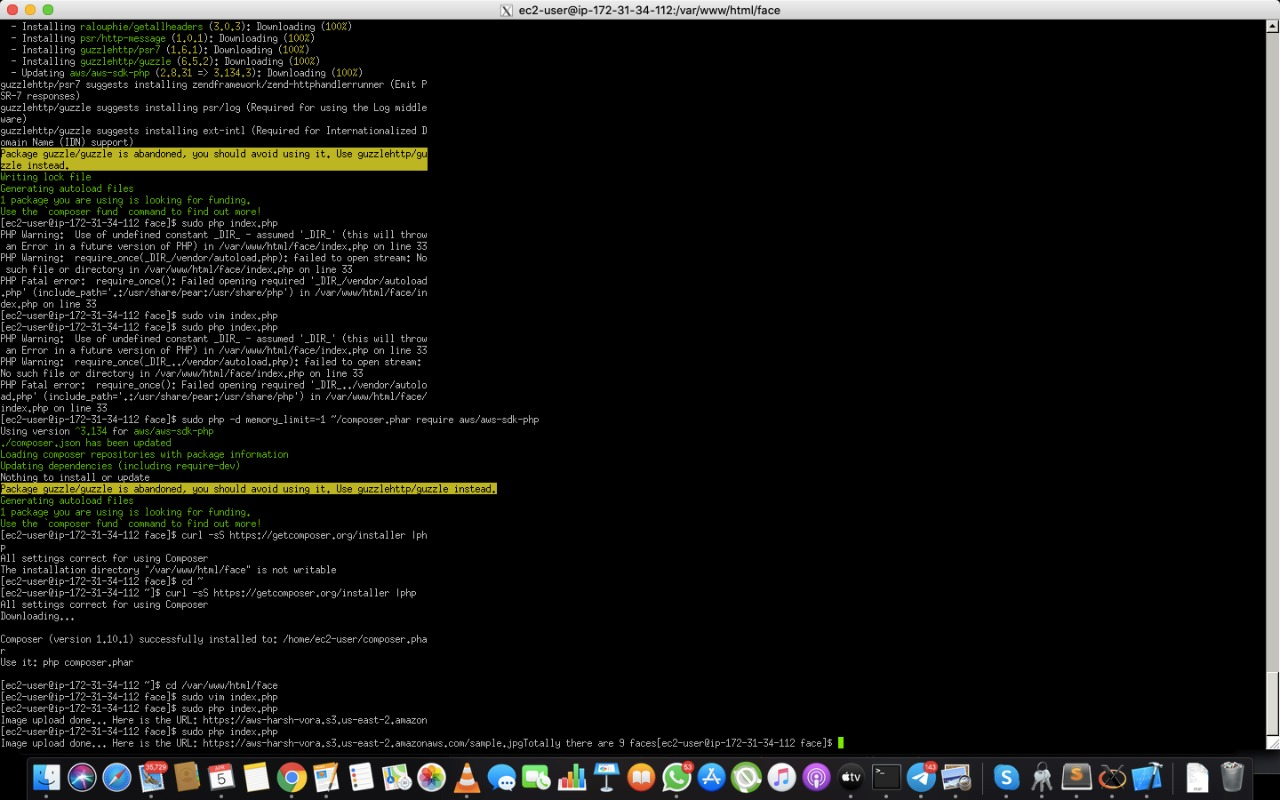 ec2-user@ip-172-31-34-112:/var/www/html/face
- Installing ralouphie/getallheaders (3.0.3): Downloading (100%)
- Installing psr/http-message (1.0.1): Downloading (100%)
- Installing guzzlehttp/psr7 (1.6.1): Downloading (100%)
- Installing guzzlehttp/guzzle (6.5.2): Downloading (100%)
- Updating aws/aws-sdk-php (2.8.31 => 3.134.3): Downloading (100%)
guzzlehttp/psr7 suggests installing zendframework/zend-httphandlerrunner (Emit P
SR-7 responses)
guzzlehttp/guzzle suggests installing psr/log (Required for using the Log middle
ware)
guzzlehttp/guzzle suggests installing ext-intl (Required for Internationalized D
omain Name (IDN) support)
Package guzzle/guzzle is abandoned, you should avoid using it. Use guzzlehttp/gu
zzle instead.
Writing lock file
Generating autoload files
1 package you are using is looking for funding.
Use the `composer fund` command to find out more!
[ec2-user@ip-172-31-34-112 face]$ sudo php index.php
PHP Warning:  Use of undefined constant _DIR_ - assumed '_DIR_' (this will throw
 an Error in a future version of PHP) in /var/www/html/face/index.php on line 33
PHP Warning:  require_once(_DIR_/vendor/autoload.php): failed to open stream: No
 such file or directory in /var/www/html/face/index.php on line 33
PHP Fatal error:  require_once(): Failed opening required '_DIR_/vendor/autoload
.php' (include_path='.:/usr/share/pear:/usr/share/php') in /var/www/html/face/in
dex.php on line 33
[ec2-user@ip-172-31-34-112 face]$ sudo vim index.php
[ec2-user@ip-172-31-34-112 face]$ sudo php index.php
PHP Warning:  Use of undefined constant _DIR_ - assumed '_DIR_' (this will throw
 an Error in a future version of PHP) in /var/www/html/face/index.php on line 33
PHP Warning:  require_once(_DIR_../vendor/autoload.php): failed to open stream:
No such file or directory in /var/www/html/face/index.php on line 33
PHP Fatal error:  require_once(): Failed opening required '_DIR_../vendor/autolo
ad.php' (include_path='.:/usr/share/pear:/usr/share/php') in /var/www/html/face/
index.php on line 33
[ec2-user@ip-172-31-34-112 face]$ sudo php -d memory_limit=-1 ~/composer.phar require aws/aws-sdk-php
Using version ^3.134 for aws/aws-sdk-php
./composer.json has been updated
Loading composer repositories with package information
Updating dependencies (including require-dev)
Nothing to install or update
Package guzzle/guzzle is abandoned, you should avoid using it. Use guzzlehttp/guzzle instead.
Generating autoload files
1 package you are using is looking for funding.
Use the `composer fund` command to find out more!
[ec2-user@ip-172-31-34-112 face]$ curl -sS https://getcomposer.org/installer |ph
p
All settings correct for using Composer
The installation directory "/var/www/html/face" is not writable
[ec2-user@ip-172-31-34-112 face]$ cd ~
[ec2-user@ip-172-31-34-112 ~]$ curl -sS https://getcomposer.org/installer |php
All settings correct for using Composer
Downloading...
Composer (version 1.10.1) successfully installed to: /home/ec2-user/composer.pha
r
Use it: php composer.phar
[ec2-user@ip-172-31-34-112 ~]$ cd /var/www/html/face
[ec2-user@ip-172-31-34-112 face]$ sudo vim index.php
[ec2-user@ip-172-31-34-112 face]$ sudo php index.php
Image upload done... Here is the URL: https://aws-harsh-vora.s3.us-east-2.amazon
[ec2-user@ip-172-31-34-112 face]$ sudo php index.php
Image upload done... Here is the URL: https://aws-harsh-vora.s3.us-east-2.amazonaws.com/sample.jpgTotally there are 9 faces[ec2-user@ip-172-31-34-112 face]$
35,729
APR
5
53
tv
143